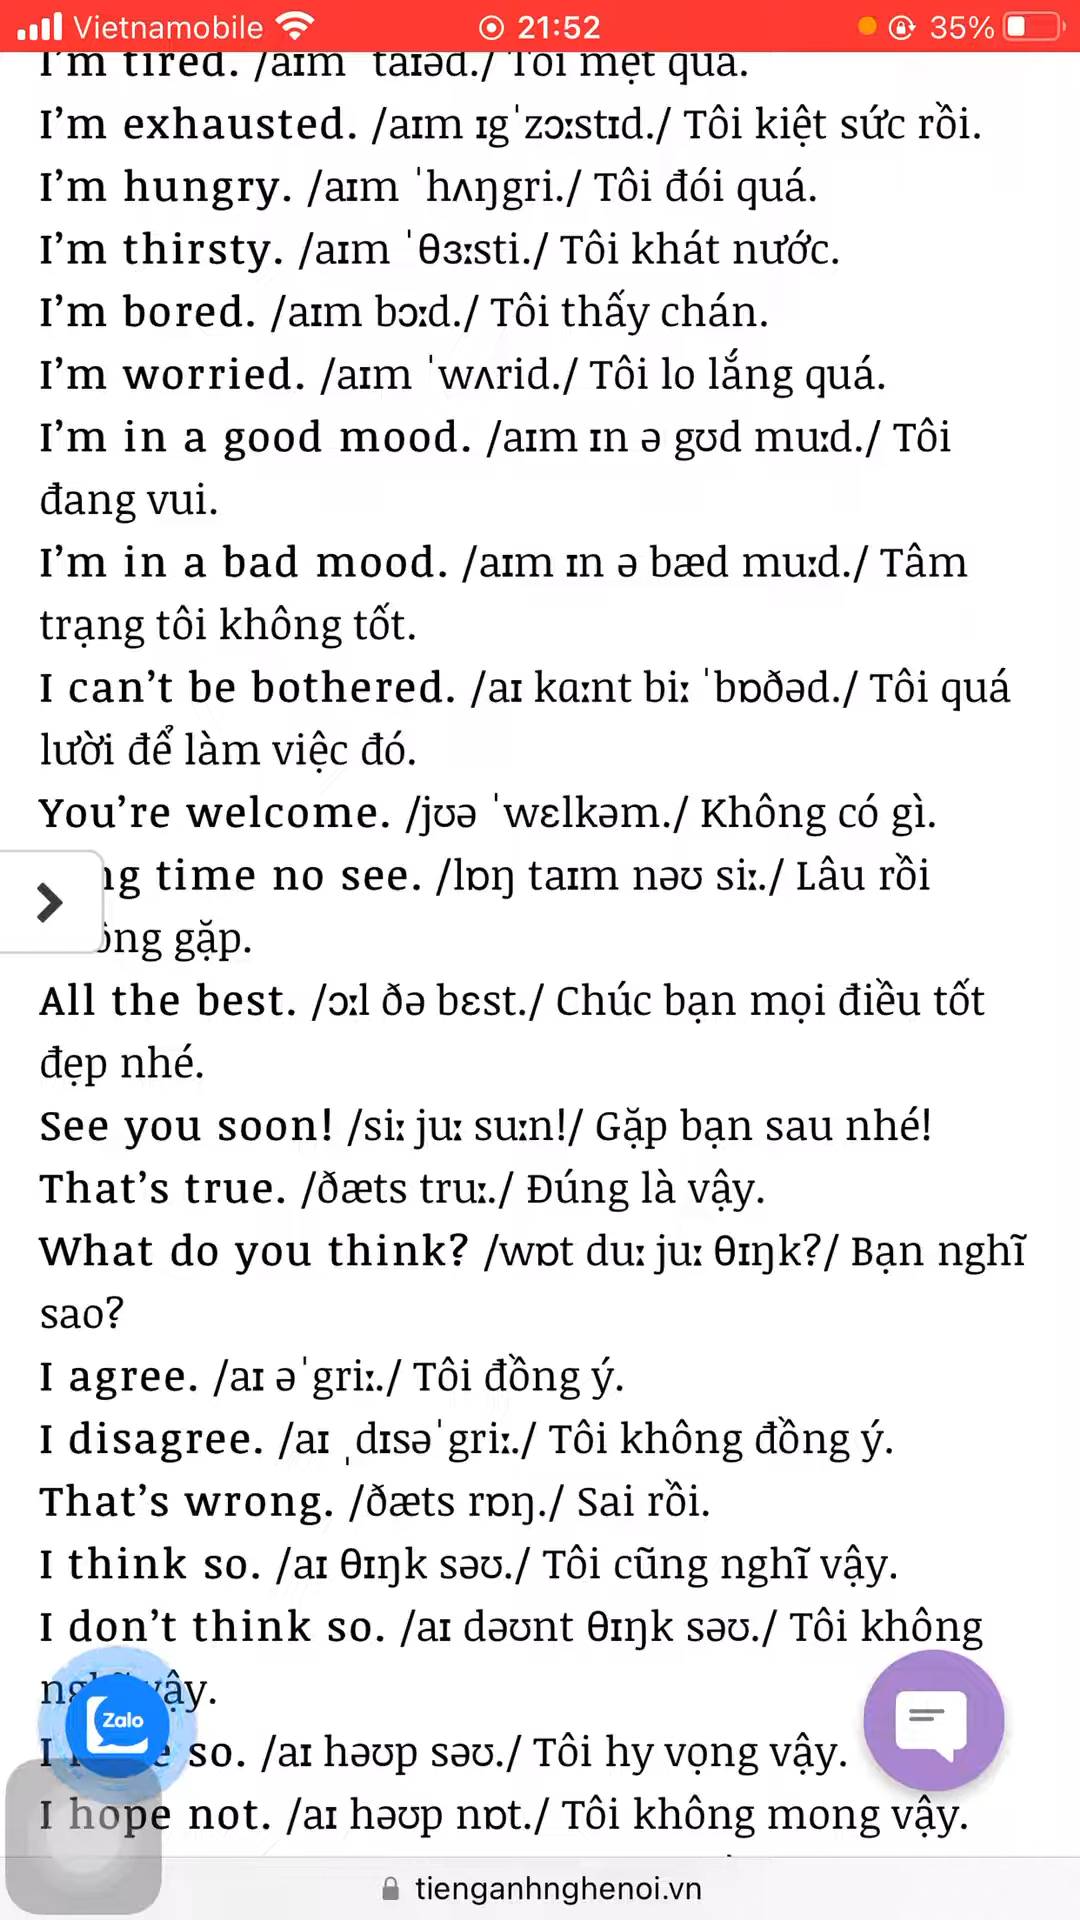 Vietnamobile 21:52 35%
I'm tired. /aɪm ˈtaɪəd./ Tôi mệt quá.
I'm exhausted. /aɪm ɪgˈzɔːstɪd./ Tôi kiệt sức rồi.
I'm hungry. /aɪm ˈhʌŋgri./ Tôi đói quá.
I'm thirsty. /aɪm ˈθɜːsti./ Tôi khát nước.
I'm bored. /aɪm bɔːd./ Tôi thấy chán.
I'm worried. /aɪm ˈwʌrid./ Tôi lo lắng quá.
I'm in a good mood. /aɪm ɪn ə gʊd muːd./ Tôi
đang vui.
I'm in a bad mood. /aɪm ɪn ə bæd muːd./ Tâm
trạng tôi không tốt.
I can't be bothered. /aɪ kɑːnt biː ˈbɒðəd./ Tôi quá
lười để làm việc đó.
You're welcome. /jʊə ˈwɛlkəm./ Không có gì.
ng time no see. /lɒŋ taɪm nəʊ siː./ Lâu rồi
ông gặp.
All the best. /ɔːl ðə bɛst./ Chúc bạn mọi điều tốt
đẹp nhé.
See you soon! /siː juː suːn!/ Gặp bạn sau nhé!
That's true. /ðæts truː./ Đúng là vậy.
What do you think? /wɒt duː juː θɪŋk?/ Bạn nghĩ
sao?
I agree. /aɪ əˈgriː./ Tôi đồng ý.
I disagree. /aɪ ˌdɪsəˈgriː./ Tôi không đồng ý.
That's wrong. /ðæts rɒŋ./ Sai rồi.
I think so. /aɪ θɪŋk səʊ./ Tôi cũng nghĩ vậy.
I don't think so. /aɪ dəʊnt θɪŋk səʊ./ Tôi không
vậy.
Zalo
I so. /aɪ həʊp səʊ./ Tôi hy vọng vậy.
I hope not. /aɪ həʊp nɒt./ Tôi không mong vậy.
tienganhnghenoi.vn